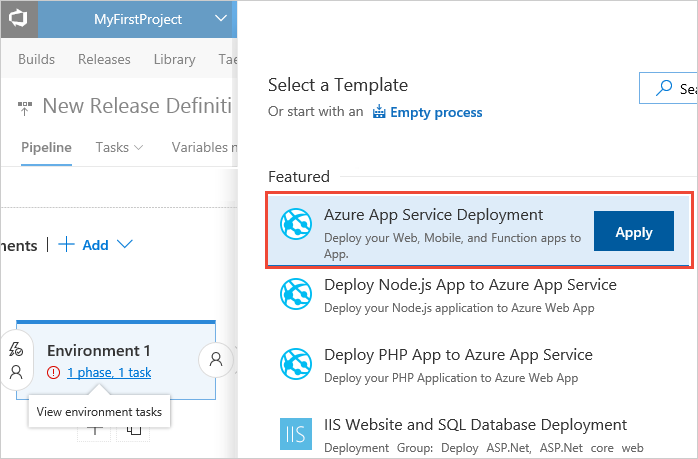 MyFirstProject
Builds Releases Library
New Release Definiti
Pipeline Tasks Variables
Add
Environment 1
1 phase, 1 task
View environment tasks
Select a Template
Or start with an Empty process
Featured
Azure App Service Deployment
Deploy your Web, Mobile, and Function apps to
App.
Apply
Deploy Node.js App to Azure App Service
Deploy your Node.js application to Azure Web App
Deploy PHP App to Azure App Service
Deploy your PHP Application to Azure Web App
IIS
IIS Website and SQL Database Deployment
Deployment Group: Deploy ASP.Net, ASP.Net core web